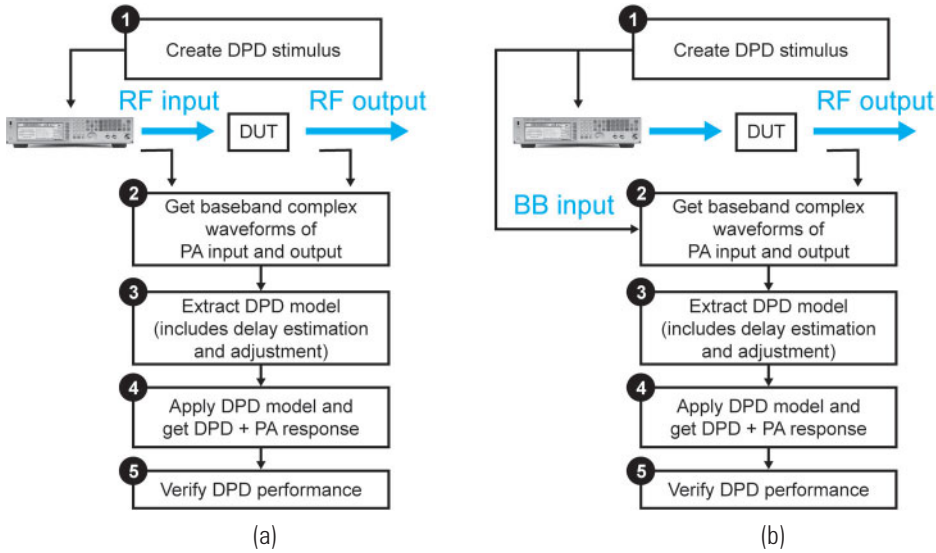 1
Create DPD stimulus
RF input
RF output
DUT
2
Get baseband complex
waveforms of
PA input and output
3
Extract DPD model
(includes delay estimation
and adjustment)
4
Apply DPD model and
get DPD + PA response
5
Verify DPD performance
(a)
1
Create DPD stimulus
RF output
DUT
BB input
2
Get baseband complex
waveforms of
PA input and output
3
Extract DPD model
(includes delay estimation
and adjustment)
4
Apply DPD model and
get DPD + PA response
5
Verify DPD performance
(b)